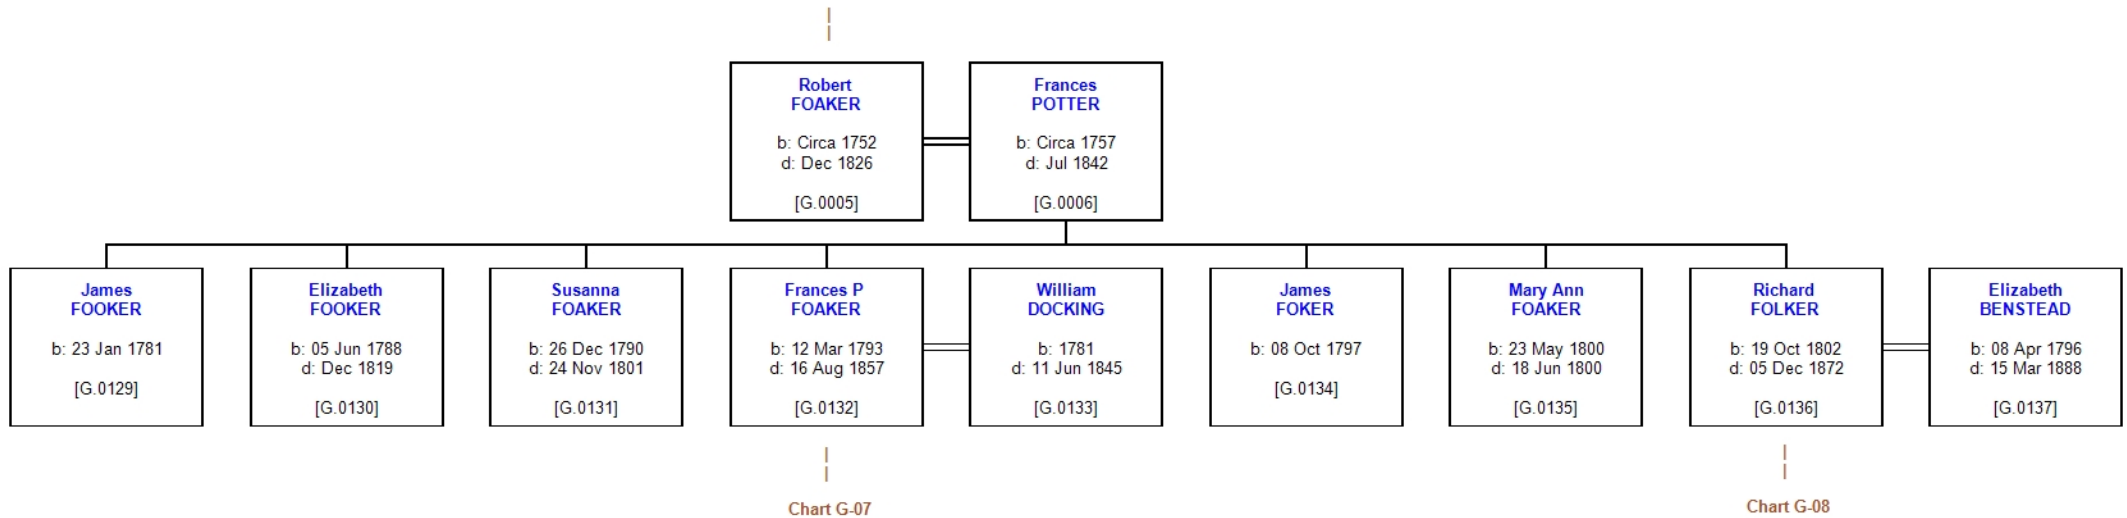 Robert
FOAKER
b: Circa 1752
d: Dec 1826
[G.0005]
Frances
POTTER
b: Circa 1757
d: Jul 1842
[G.0006]
James
FOOKER
b: 23 Jan 1781
[G.0129]
Elizabeth
FOOKER
b: 05 Jun 1788
d: Dec 1819
[G.0130]
Susanna
FOAKER
b: 26 Dec 1790
d: 24 Nov 1801
[G.0131]
Frances P
FOAKER
b: 12 Mar 1793
d: 16 Aug 1857
[G.0132]
William
DOCKING
b: 1781
d: 11 Jun 1845
[G.0133]
James
FOKER
b: 08 Oct 1797
[G.0134]
Mary Ann
FOAKER
b: 23 May 1800
d: 18 Jun 1800
[G.0135]
Richard
FOLKER
b: 19 Oct 1802
d: 05 Dec 1872
[G.0136]
Elizabeth
BENSTEAD
b: 08 Apr 1796
d: 15 Mar 1888
[G.0137]
Chart G-07
Chart G-08